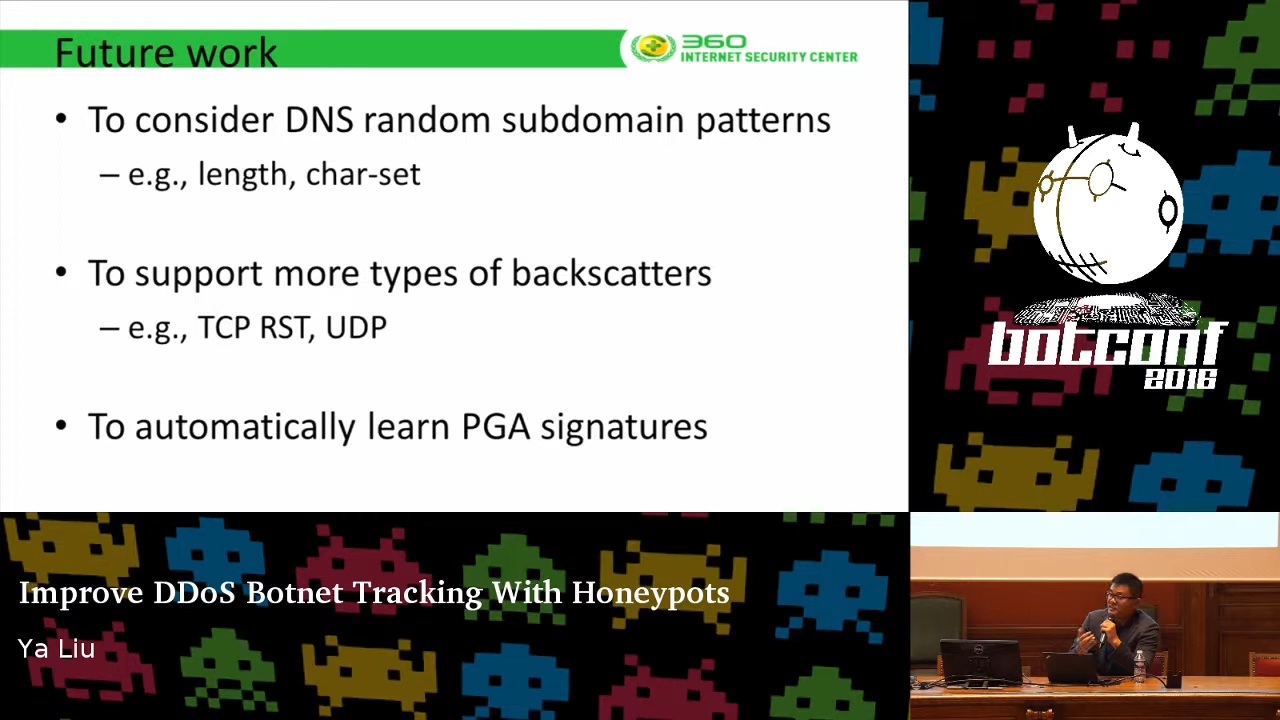 Future work
360
INTERNET SECURITY CENTER
• To consider DNS random subdomain patterns
– e.g., length, char-set
• To support more types of backscatters
– e.g., TCP RST, UDP
• To automatically learn PGA signatures
botconf
2016
Improve DDoS Botnet Tracking With Honeypots
Ya Liu